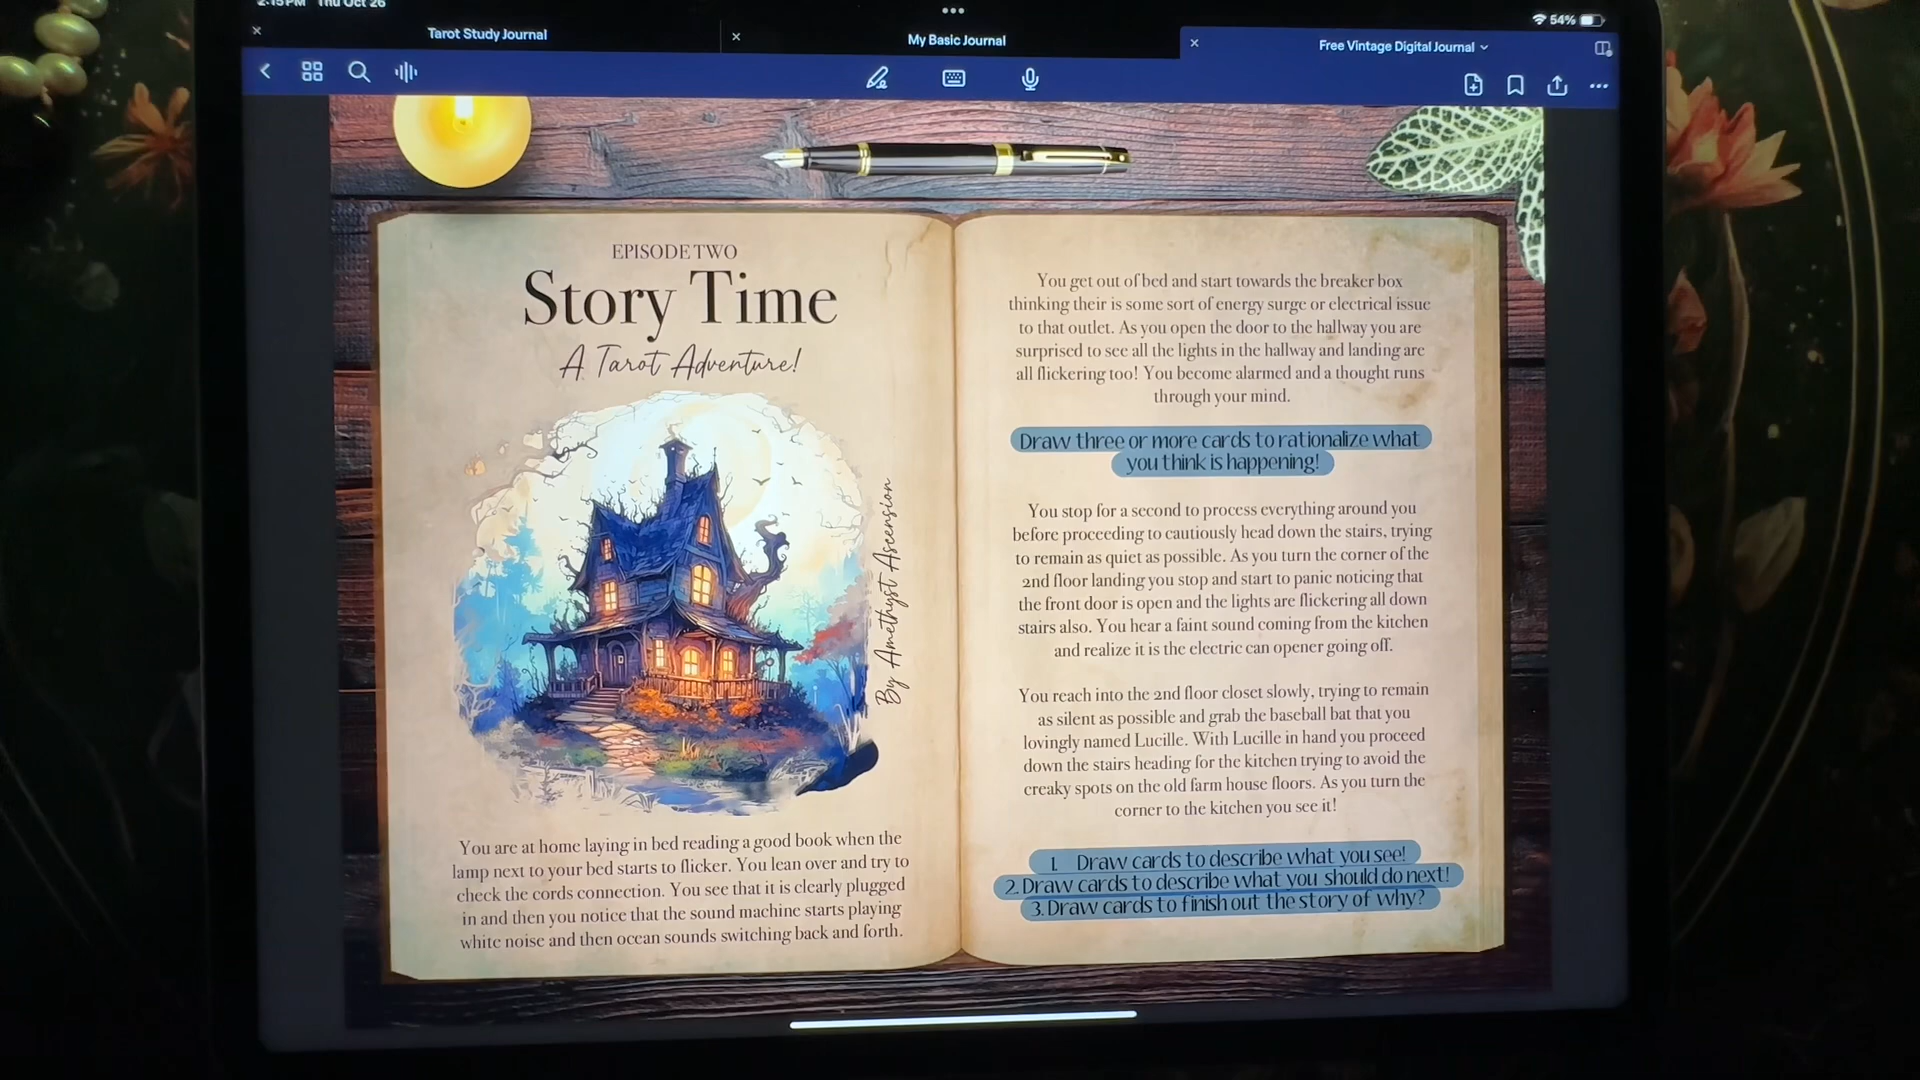 2:15PM Thu Oct 26
54%
Tarot Study Journal
My Basic Journal
Free Vintage Digital Journal
EPISODE TWO
Story Time
A Tarot Adventure!
By Amethyst Ascension
You are at home laying in bed reading a good book when the
lamp next to your bed starts to flicker. You lean over and try to
check the cords connection. You see that it is clearly plugged
in and then you notice that the sound machine starts playing
white noise and then ocean sounds switching back and forth.
You get out of bed and start towards the breaker box
thinking their is some sort of energy surge or electrical issue
to that outlet. As you open the door to the hallway you are
surprised to see all the lights in the hallway and landing are
all flickering too! You become alarmed and a thought runs
through your mind.
Draw three or more cards to rationalize what
you think is happening!
You stop for a second to process everything around you
before proceeding to cautiously head down the stairs, trying
to remain as quiet as possible. As you turn the corner of the
2nd floor landing you stop and start to panic noticing that
the front door is open and the lights are flickering all down
stairs also. You hear a faint sound coming from the kitchen
and realize it is the electric can opener going off.
You reach into the 2nd floor closet slowly, trying to remain
as silent as possible and grab the baseball bat that you
lovingly named Lucille. With Lucille in hand you proceed
down the stairs heading for the kitchen trying to avoid the
creaky spots on the old farm house floors. As you turn the
corner to the kitchen you see it!
1. Draw cards to describe what you see!
2. Draw cards to describe what you should do next!
3. Draw cards to finish out the story of why?